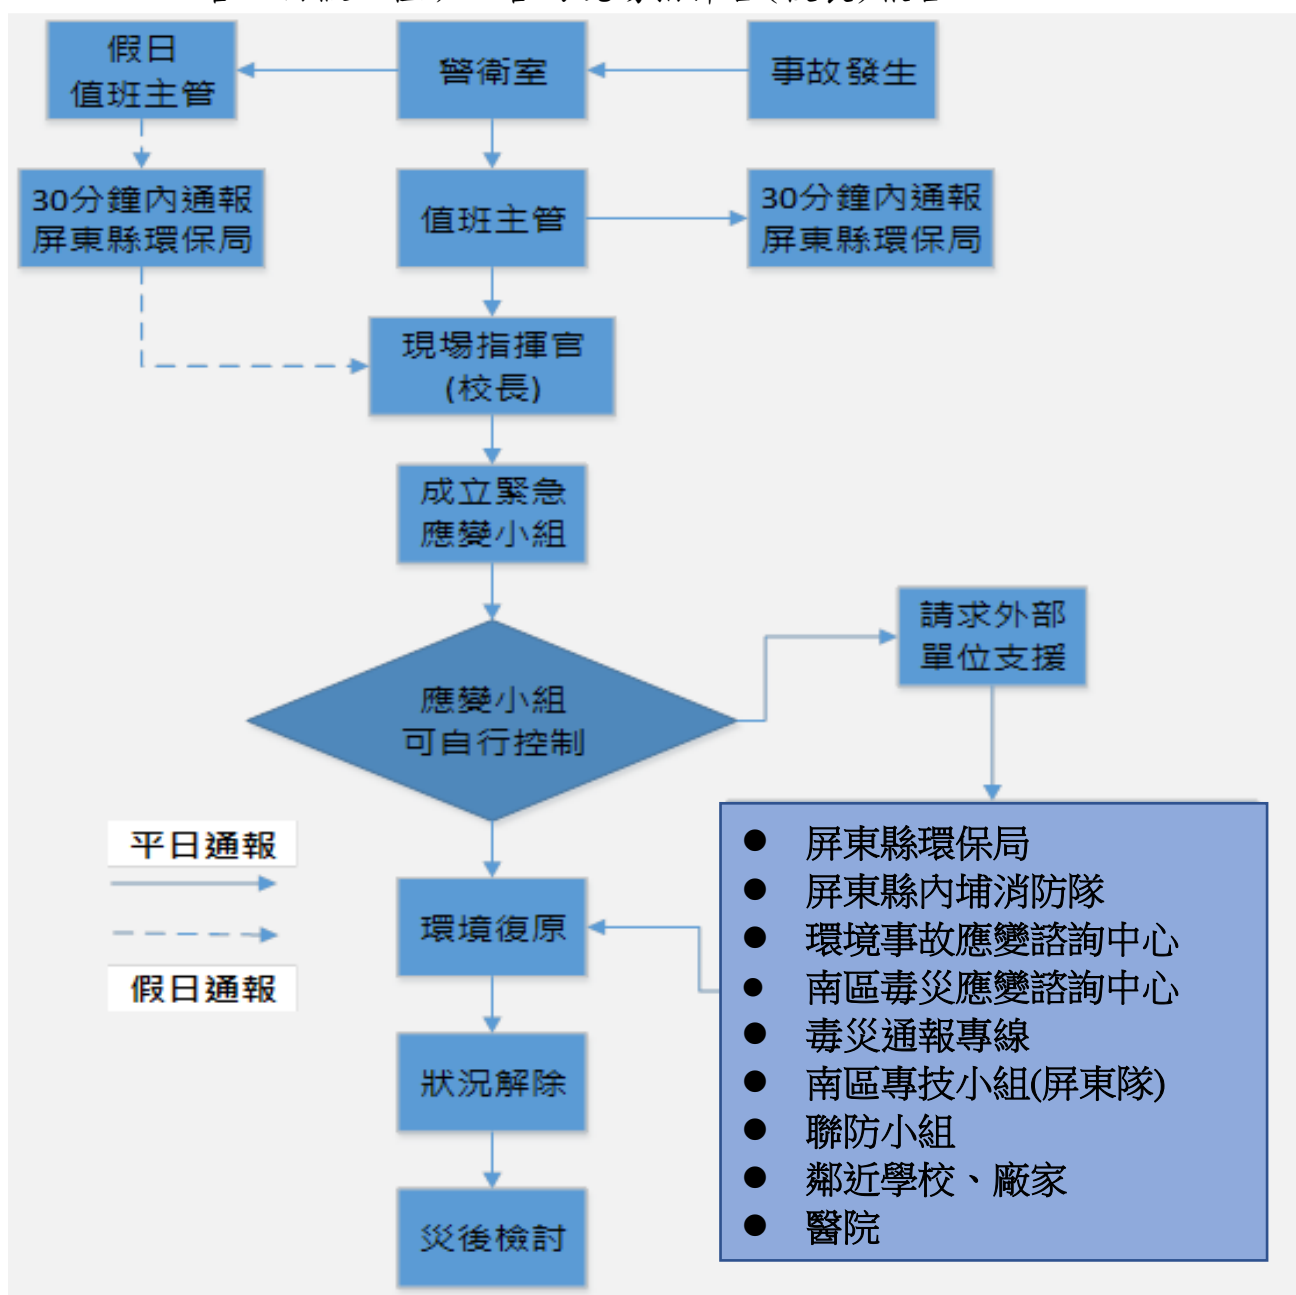 假日
值班主管
警衛室
事故發生
30分鐘內通報
屏東縣環保局
值班主管
30分鐘內通報
屏東縣環保局
現場指揮官
(校長)
成立緊急
應變小組
請求外部
單位支援
應變小組
可自行控制
平日通報
假日通報
● 屏東縣環保局
● 屏東縣內埔消防隊
● 環境事故應變諮詢中心
● 南區毒災應變諮詢中心
● 毒災通報專線
● 南區專技小組(屏東隊)
● 聯防小組
● 鄰近學校、廠家
● 醫院
環境復原
狀況解除
災後檢討